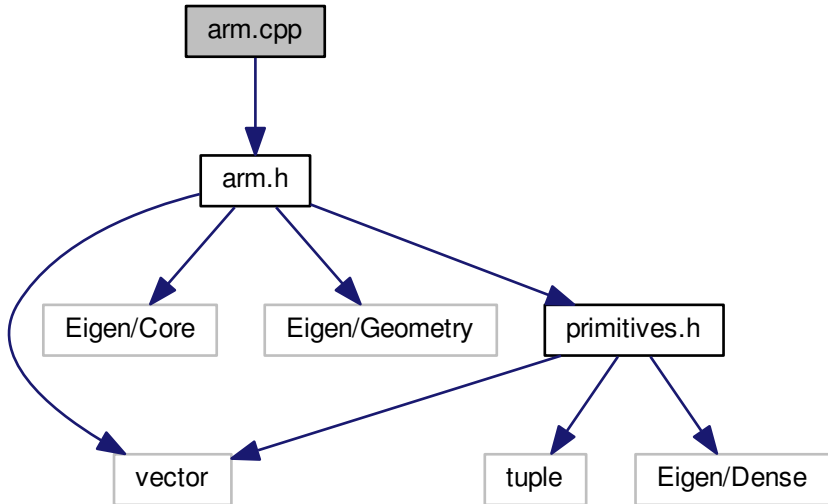 arm.cpp
arm.h
Eigen/Core
Eigen/Geometry
primitives.h
vector
tuple
Eigen/Dense